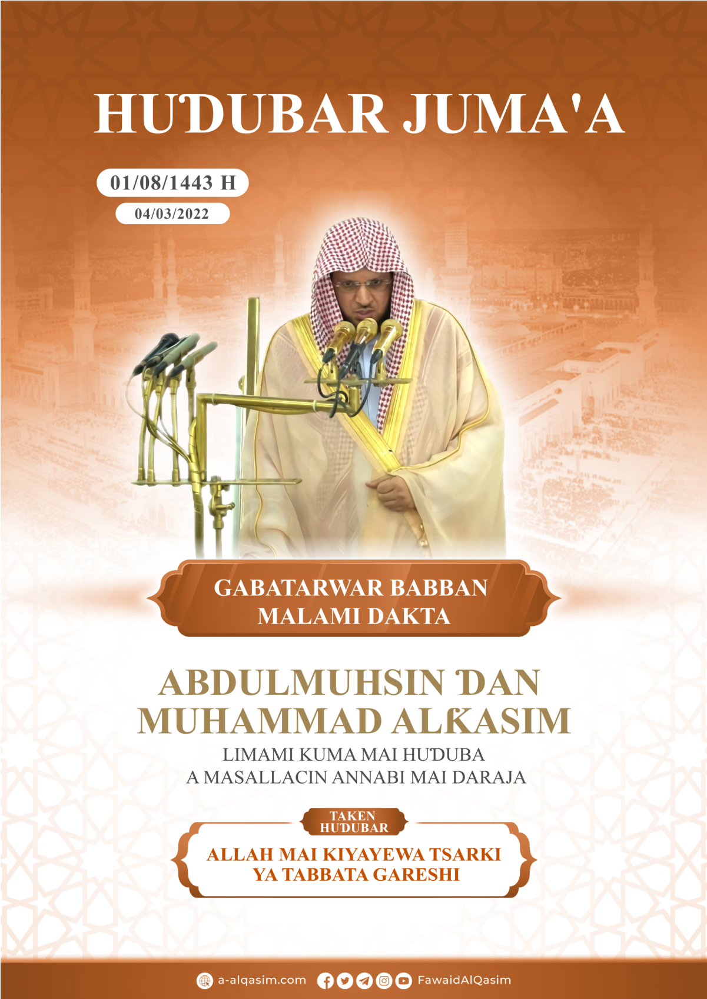 HUƊUBAR JUMA'A
01/08/1443 H
04/03/2022
GABATARWAR BABBAN
MALAMI DAKTA
ABDULMUHSIN ƊAN
MUHAMMAD ALƘASIM
LIMAMI KUMA MAI HUƊUBA
A MASALLACIN ANNABI MAI DARAJA
TAKEN
HUƊUBAR
ALLAH MAI KIYAYEWA TSARKI
YA TABBATA GARESHI
a-alqasim.com FawaidAlQasim